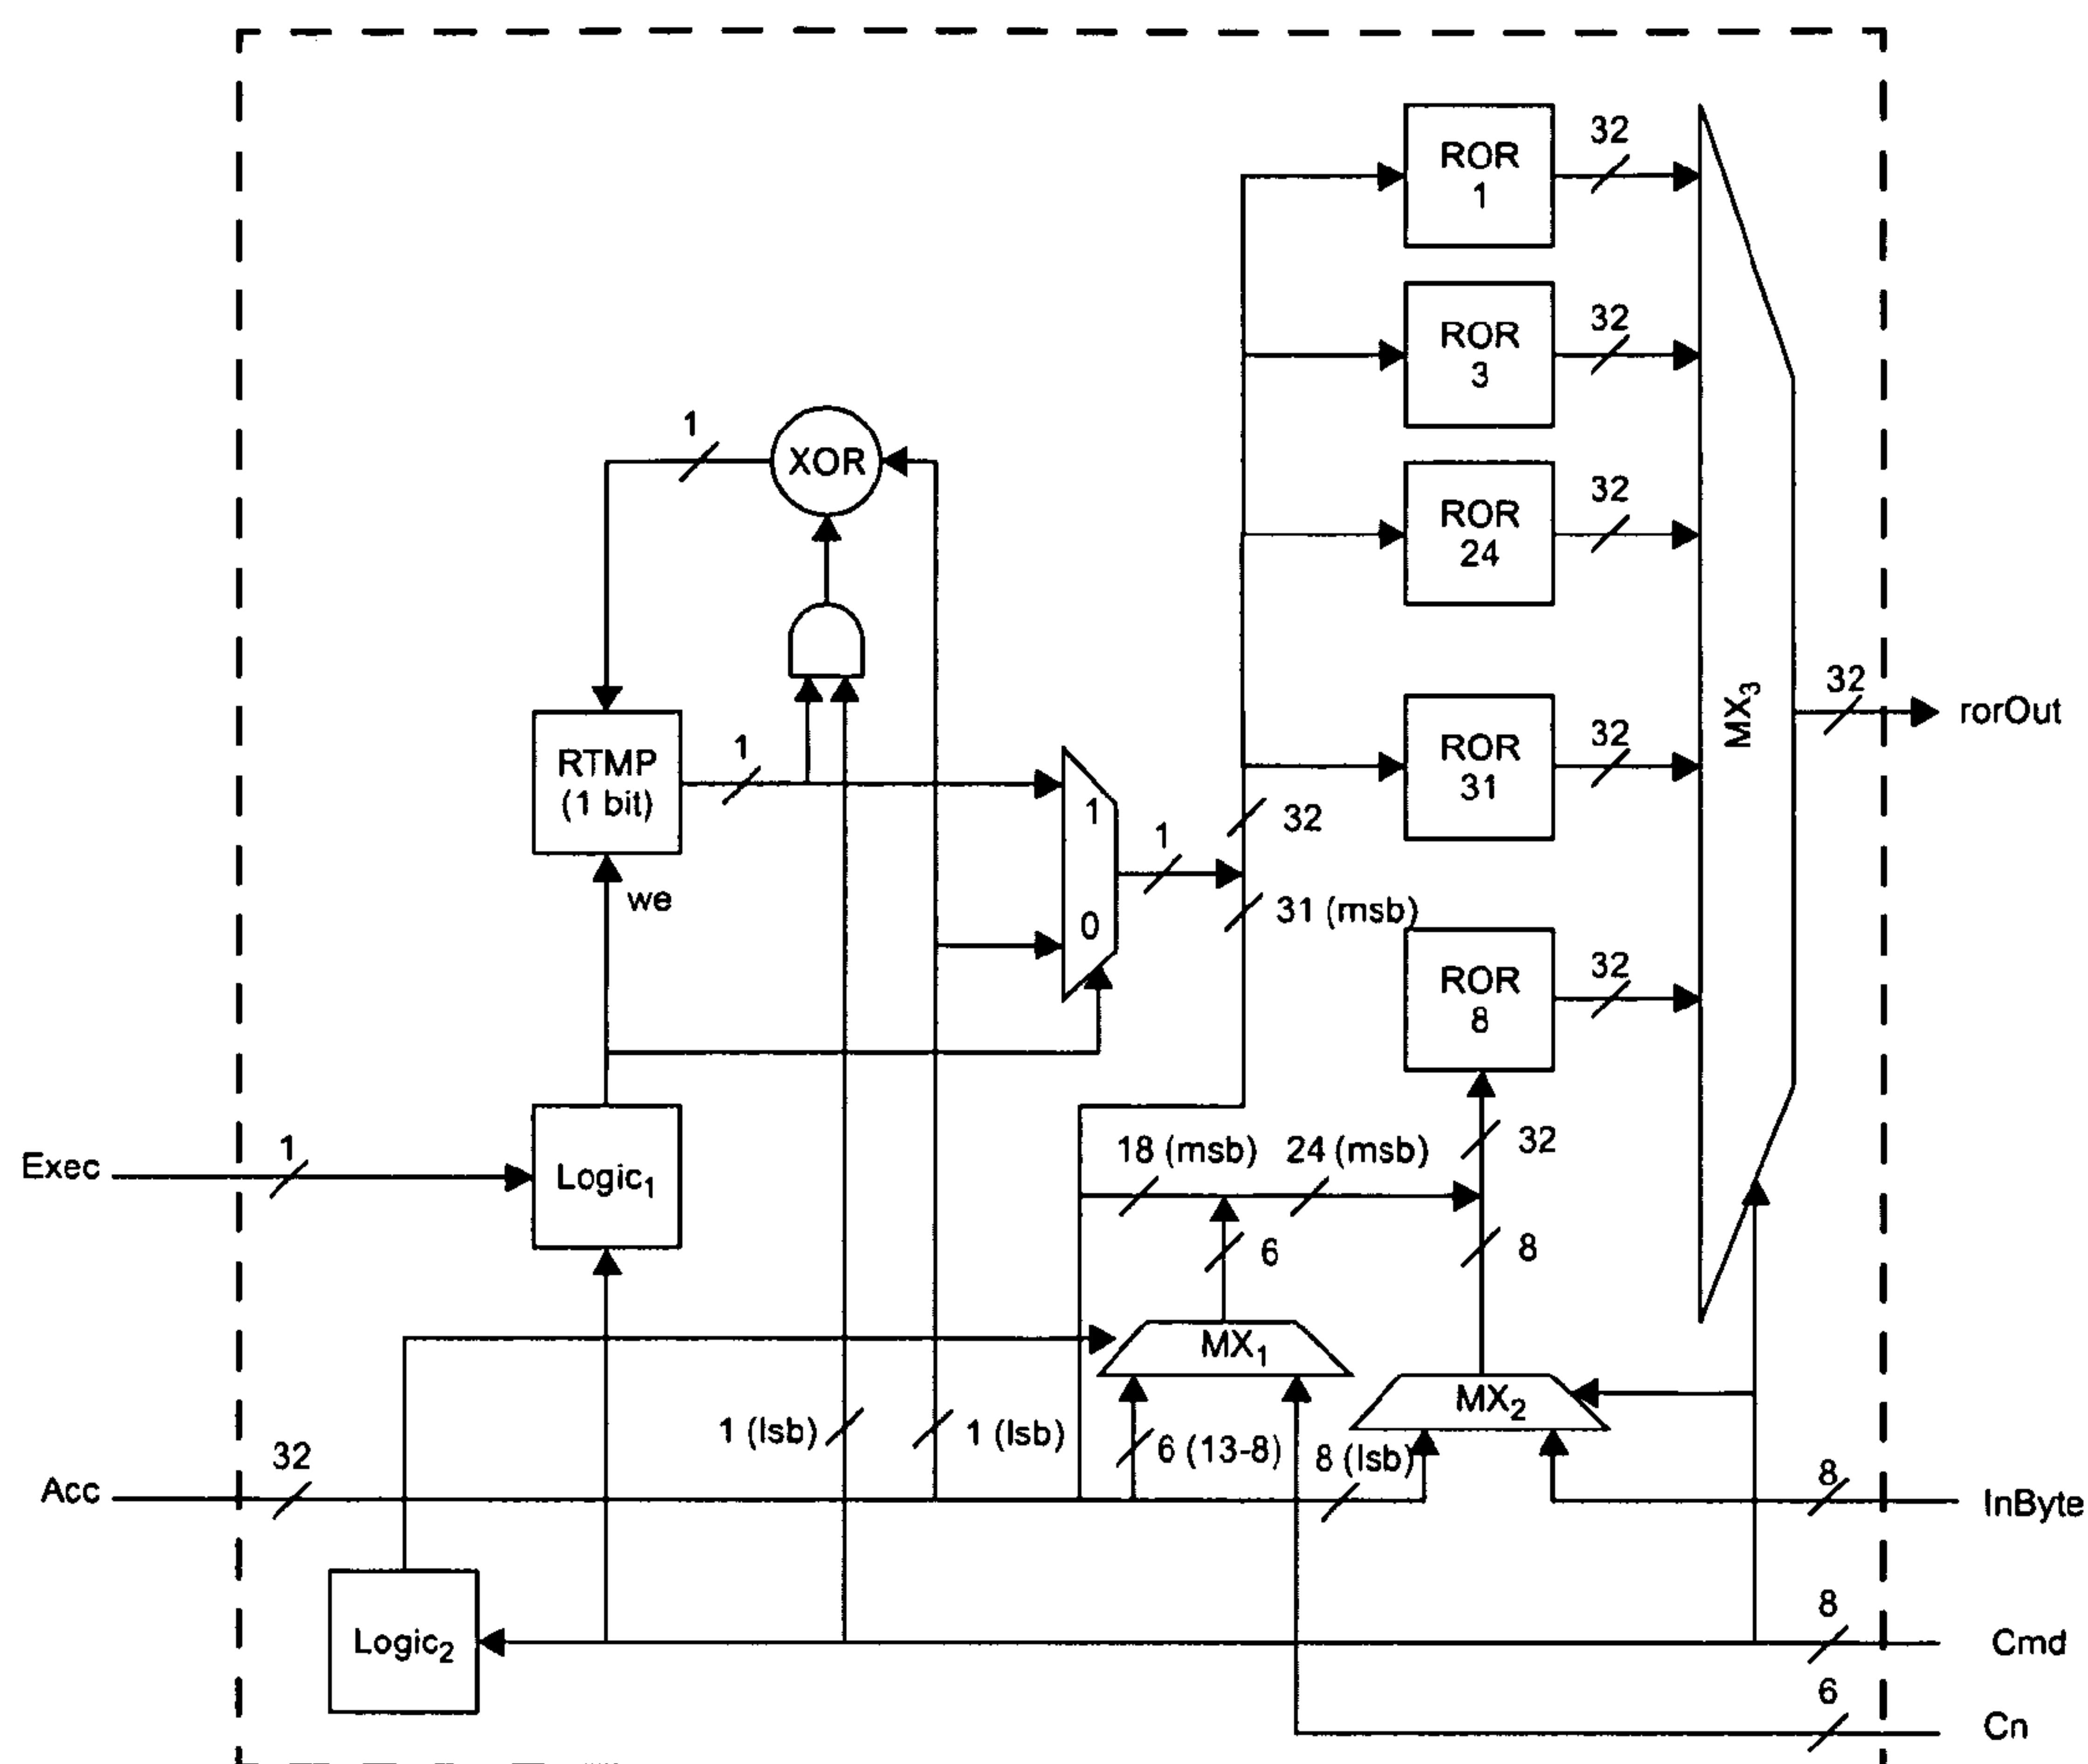 32
ROR
1
32
ROR
3
1
XOR
32
ROR
24
32
rorOut
MX3
32
ROR
31
RTMP
(1 bit)
1
1
32
1
we
0
31 (msb)
32
ROR
8
Exec
1
Logic1
18 (msb)
24 (msb)
32
6
8
MX1
MX2
1 (lsb)
1 (lsb)
6 (13-8)
8 (lsb)
Acc
32
8
InByte
Logic2
8
Cmd
6
Cn